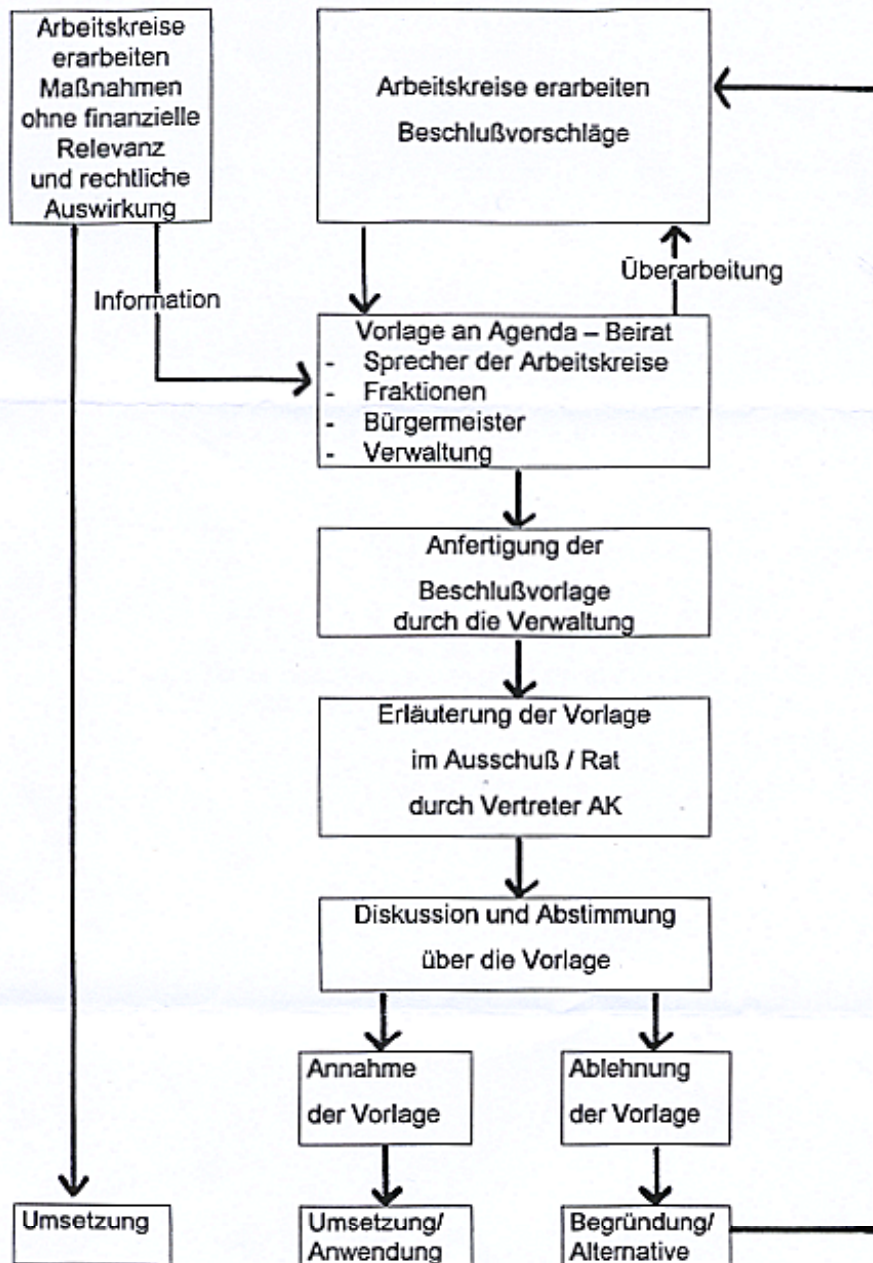 Arbeitskreise
erarbeiten
Maßnahmen
ohne finanzielle
Relevanz
und rechtliche
Auswirkung
Arbeitskreise erarbeiten
Beschlußvorschläge
Information
Überarbeitung
Vorlage an Agenda – Beirat
- Sprecher der Arbeitskreise
- Fraktionen
- Bürgermeister
- Verwaltung
Anfertigung der
Beschlußvorlage
durch die Verwaltung
Erläuterung der Vorlage
im Ausschuß / Rat
durch Vertreter AK
Diskussion und Abstimmung
über die Vorlage
Annahme
der Vorlage
Ablehnung
der Vorlage
Umsetzung
Umsetzung/
Anwendung
Begründung/
Alternative